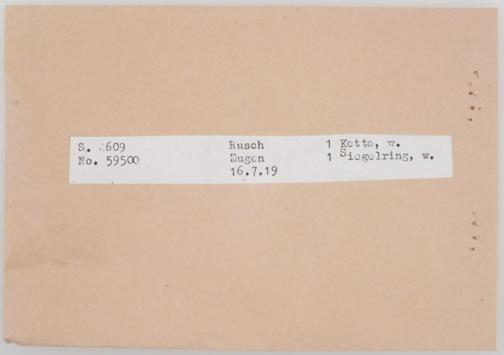 S. 2609 Rusch 1 Kette, w.
No. 59500 Eugen 1 Siegelring, w.
16.7.19